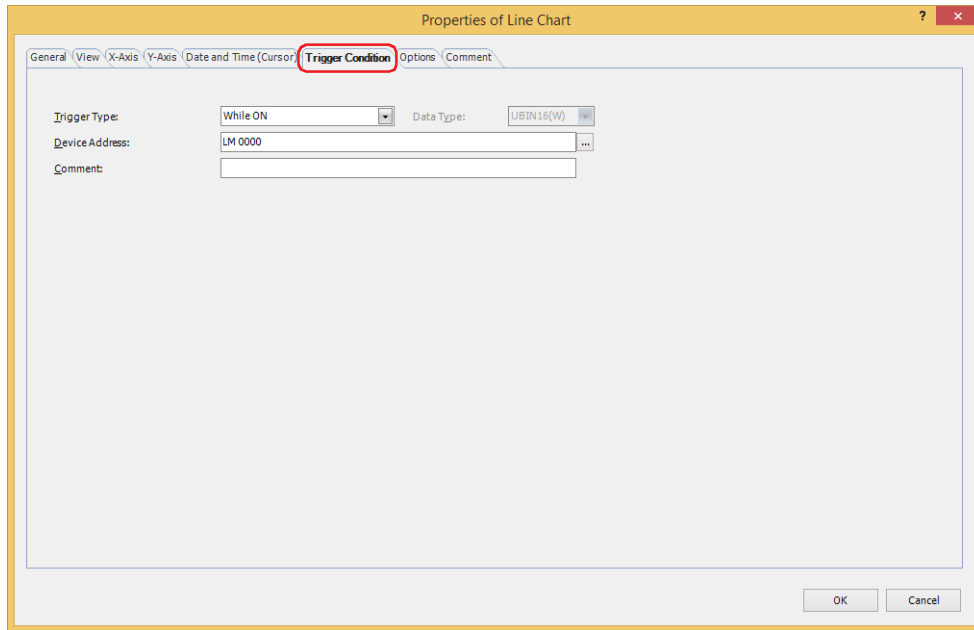 Properties of Line Chart
? ×
General View X-Axis Y-Axis Date and Time (Cursor) Trigger Condition Options Comment
Trigger Type: While ON Data Type: UBIN16(W)
Device Address: LM 0000 ...
Comment:
OK Cancel